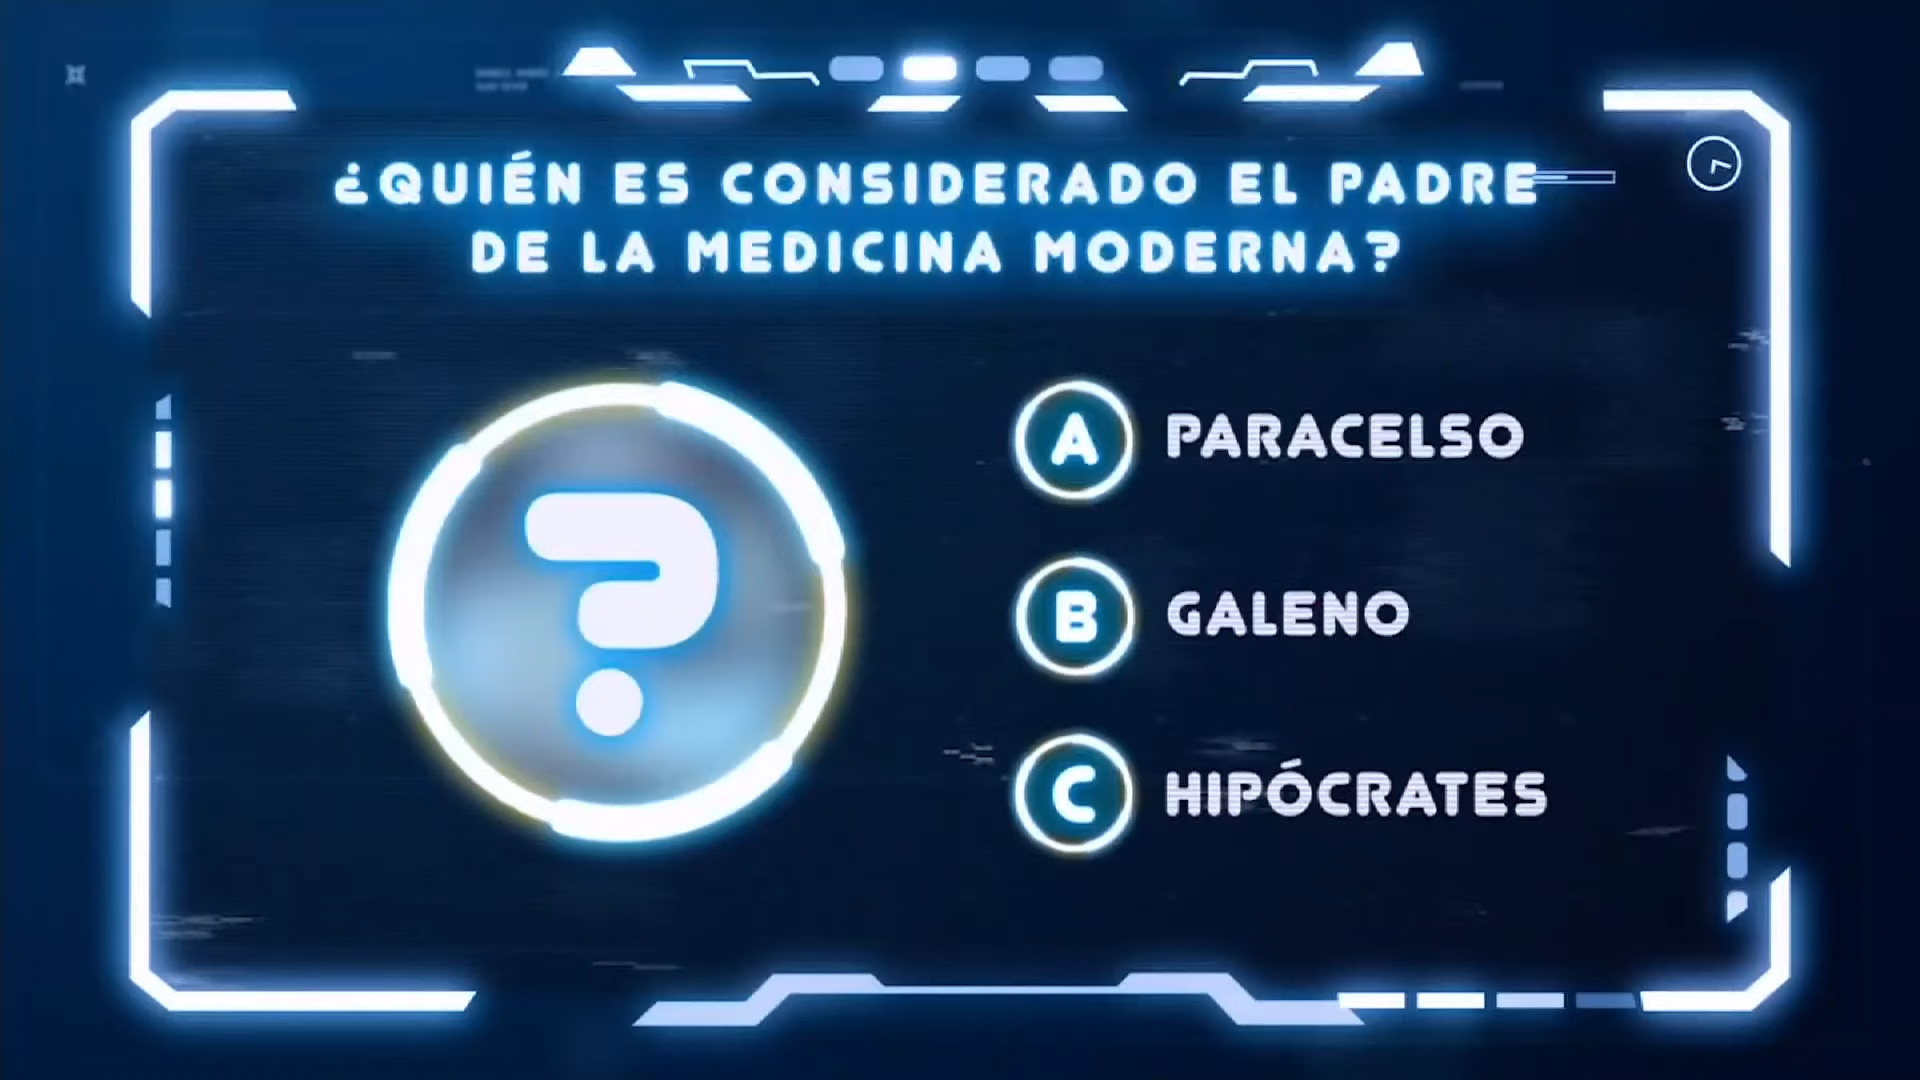 ¿QUIÉN ES CONSIDERADO EL PADRE
DE LA MEDICINA MODERNA?
?
A PARACELSO
B GALENO
C HIPÓCRATES